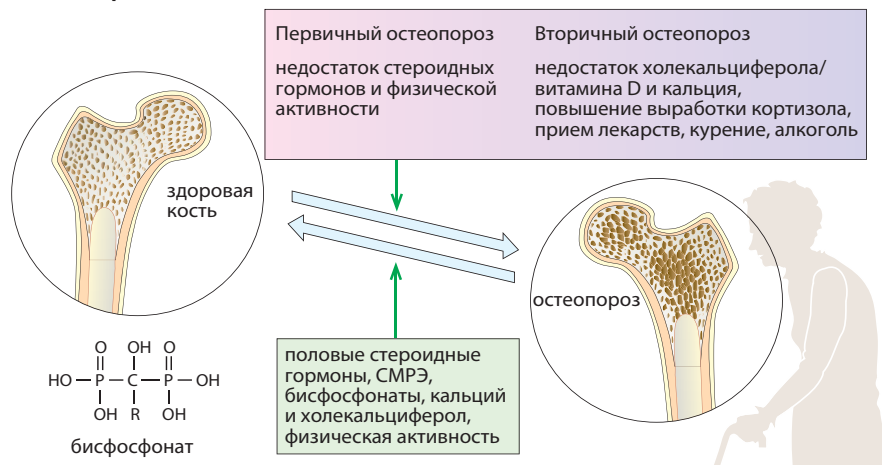 Первичный остеопороз
недостаток стероидных
гормонов и физической
активности
Вторичный остеопороз
недостаток холекальциферола/
витамина D и кальция,
повышение выработки кортизола,
прием лекарств, курение, алкоголь
здоровая
кость
остеопороз
половые стероидные
гормоны, СМРЭ,
бисфосфонаты, кальций
и холекальциферол,
физическая активность
O OH O
HO P C P OH
OH R OH
бисфосфонат